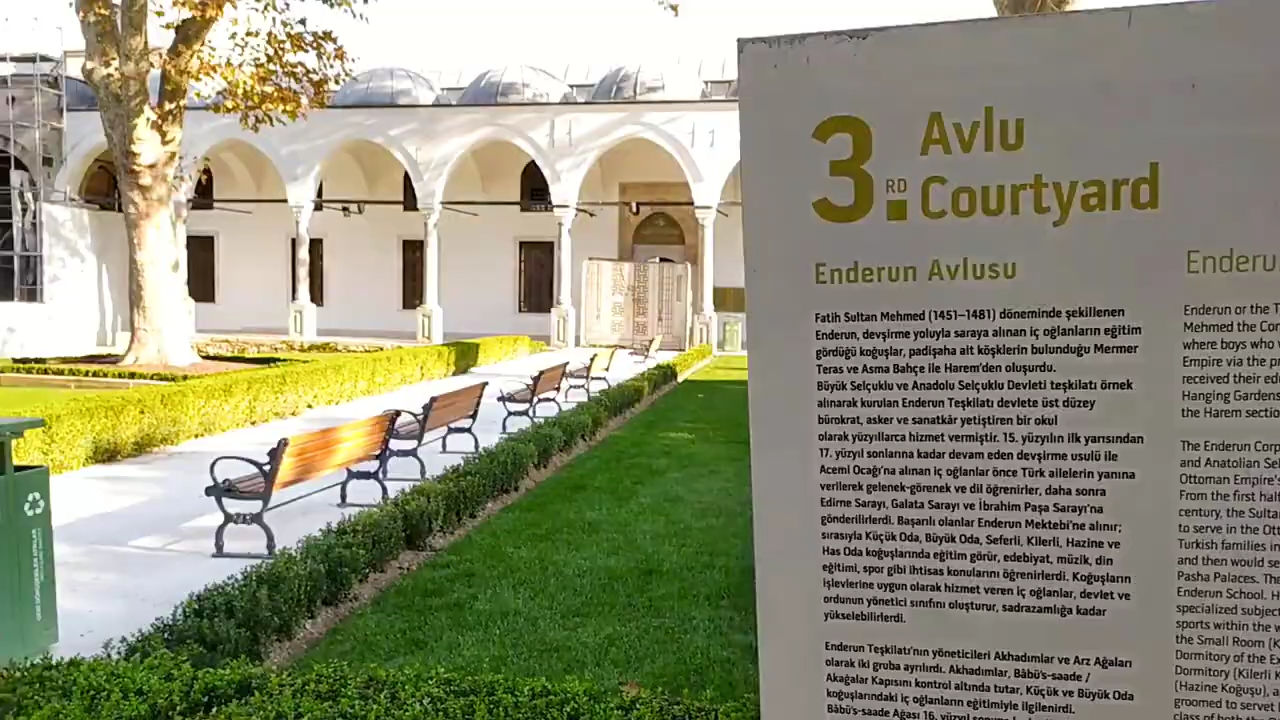 3.
RD
Avlu
Courtyard
Enderun Avlusu
Fatih Sultan Mehmed (1451–1481) döneminde şekillenen
Enderun, devşirme yoluyla saraya alınan iç oğlanların eğitim
gördüğü koğuşlar, padişaha ait köşklerin bulunduğu Mermer
Teras ve Asma Bahçe ile Harem'den oluşurdu.
Büyük Selçuklu ve Anadolu Selçuklu Devleti teşkilatı örnek
alınarak kurulan Enderun Teşkilatı devlete üst düzey
bürokrat, asker ve sanatkâr yetiştiren bir okul
olarak yüzyıllarca hizmet vermiştir. 15. yüzyılın ilk yarısından
17. yüzyıl sonlarına kadar devam eden devşirme usulü ile
Acemi Ocağı'na alınan iç oğlanlar önce Türk ailelerin yanına
verilerek gelenek-görenek ve dil öğrenirler, daha sonra
Edirne Sarayı, Galata Sarayı ve İbrahim Paşa Sarayı'na
gönderilirlerdi. Başarılı olanlar Enderun Mektebi'ne alınır;
sırasıyla Küçük Oda, Büyük Oda, Seferli, Kilerli, Hazine ve
Has Oda koğuşlarında eğitim görür, edebiyat, müzik, din
eğitimi, spor gibi ihtisas konularını öğrenirlerdi. Koğuşların
işlevlerine uygun olarak hizmet veren iç oğlanlar, devlet ve
ordunun yönetici sınıfını oluşturur, sadrazamlığa kadar
yükselebilirlerdi.
Enderun Teşkilatı'nın yöneticileri Akhadımlar ve Arz Ağaları
olarak iki gruba ayrılırdı. Akhadımlar, Bâbü's-saade /
Akağalar Kapısını kontrol altında tutar, Küçük ve Büyük Oda
koğuşlarındaki iç oğlanların eğitimiyle ilgilenirdi.
Bâbü's-saade Ağası 16. yüzyıl sonuna
Enderu
Enderun or the T
Mehmed the Con
where boys who
Empire via the pr
received their ed
Hanging Gardens
the Harem sectio
The Enderun Corp
and Anatolian Sel
Ottoman Empire's
From the first half
century, the Sulta
to serve in the Ott
Turkish families in
and then would se
Pasha Palaces. The
Enderun School. H
specialized subject
sports within the w
the Small Room (K
Dormitory of the Ex
Dormitory (Kilerli K
(Hazine Koğuşu), a
groomed to servet
class of both the